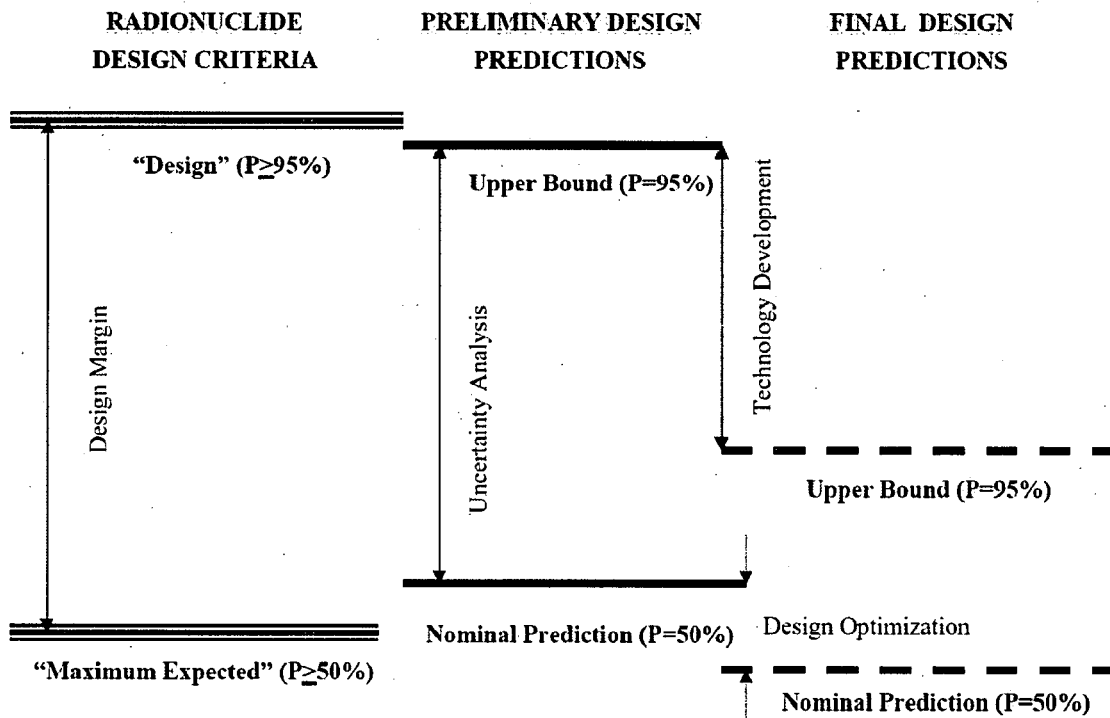 RADIONUCLIDE
DESIGN CRITERIA
PRELIMINARY DESIGN
PREDICTIONS
FINAL DESIGN
PREDICTIONS
“Design” (P≥95%)
Upper Bound (P=95%)
Design Margin
Uncertainty Analysis
Technology Development
Upper Bound (P=95%)
Nominal Prediction (P=50%)
Design Optimization
“Maximum Expected” (P≥50%)
Nominal Prediction (P=50%)